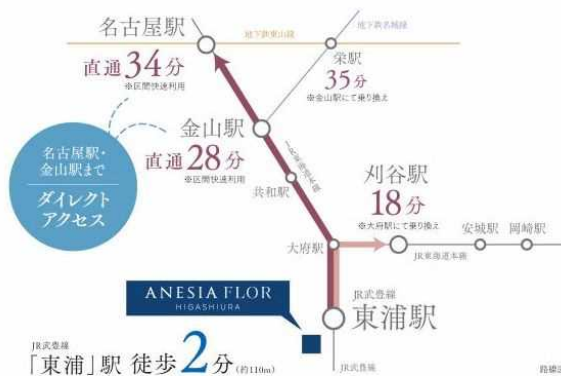 名古屋駅
地下鉄東山線
地下鉄名城線
直通34分
※区間快速利用
栄駅
35分
※金山駅にて乗り換え
金山駅
直通28分
※区間快速利用
名古屋駅・
金山駅まで
ダイレクト
アクセス
共和駅
刈谷駅
18分
※大府駅にて乗り換え
大府駅
安城駅
岡崎駅
JR東海道本線
ANESIA FLOR
HIGASHIURA
JR武豊線
東浦駅
JR武豊線
「東浦」駅 徒歩2分(約110m)
JR武豊線
路線